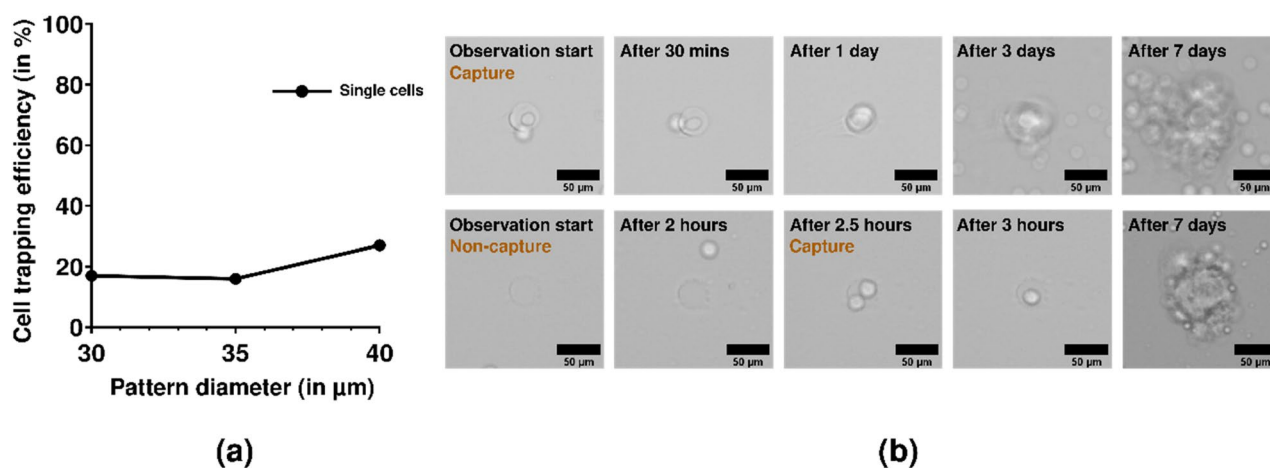 100
80
60
40
20
0
30
35
40
Cell trapping efficiency (in %)
Pattern diameter (in µm)
Single cells
(a)
Observation start
Capture
50 µm
After 30 mins
50 µm
After 1 day
50 µm
After 3 days
50 µm
After 7 days
50 µm
Observation start
Non-capture
50 µm
After 2 hours
50 µm
After 2.5 hours
Capture
50 µm
After 3 hours
50 µm
After 7 days
50 µm
(b)